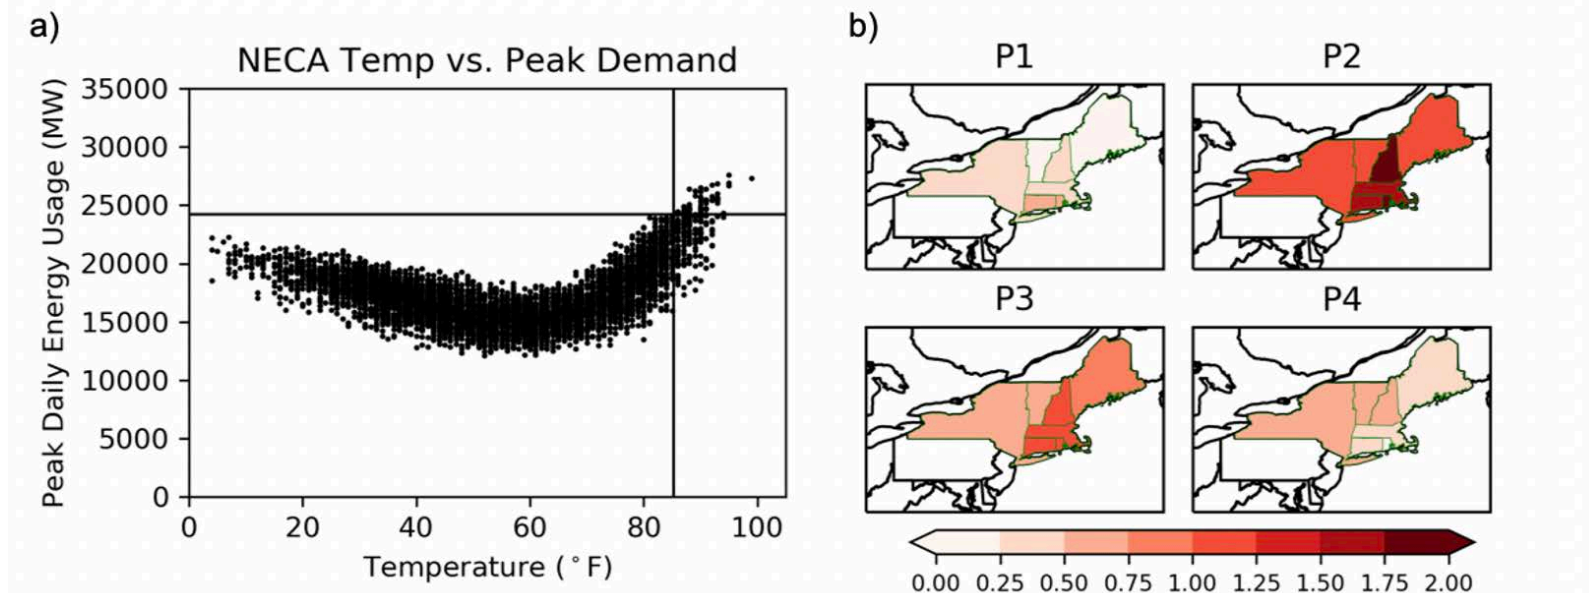 a)
NECA Temp vs. Peak Demand
Peak Daily Energy Usage (MW)
35000
30000
25000
20000
15000
10000
5000
0
0 20 40 60 80 100
Temperature (°F)
b)
P1 P2
P3 P4
0.00 0.25 0.50 0.75 1.00 1.25 1.50 1.75 2.00